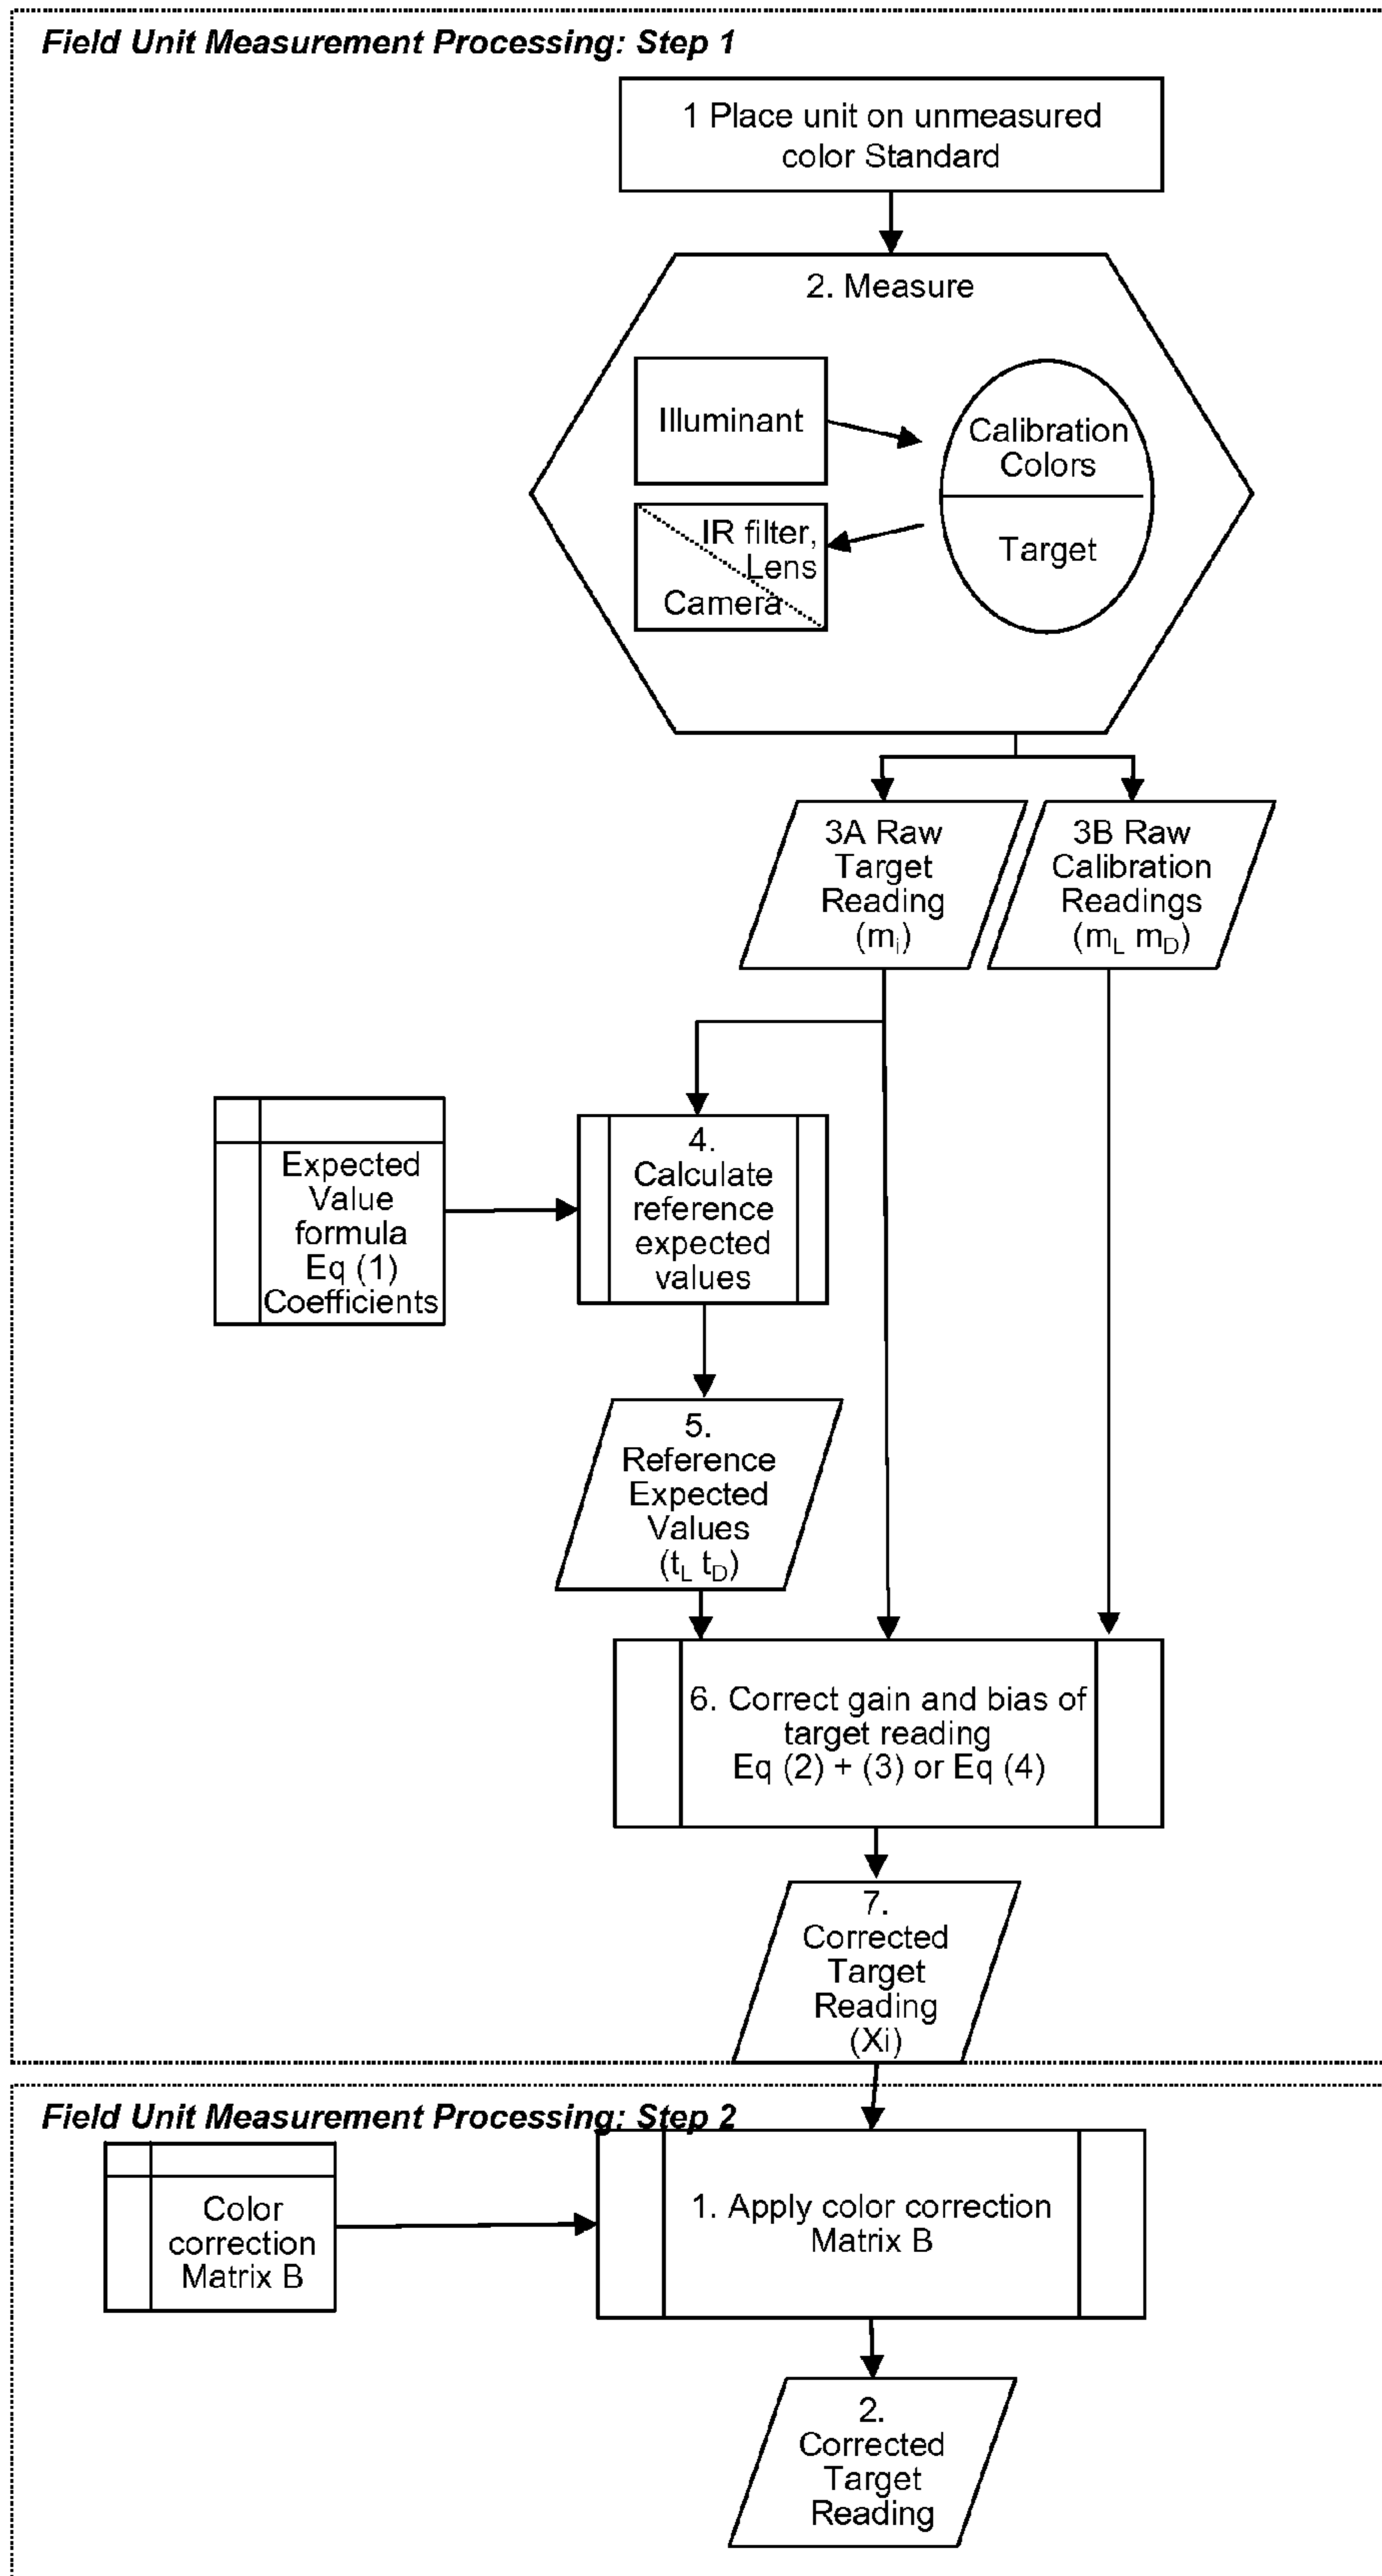 Field Unit Measurement Processing: Step 1
1 Place unit on unmeasured
color Standard
2. Measure
Illuminant
Calibration
Colors
Target
IR filter,
Lens
Camera
3A Raw
Target
Reading
(mi)
3B Raw
Calibration
Readings
(mL mD)
Expected
Value
formula
Eq (1)
Coefficients
4.
Calculate
reference
expected
values
5.
Reference
Expected
Values
(tL tD)
6. Correct gain and bias of
target reading
Eq (2) + (3) or Eq (4)
7.
Corrected
Target
Reading
(Xi)
Field Unit Measurement Processing: Step 2
Color
correction
Matrix B
1. Apply color correction
Matrix B
2.
Corrected
Target
Reading